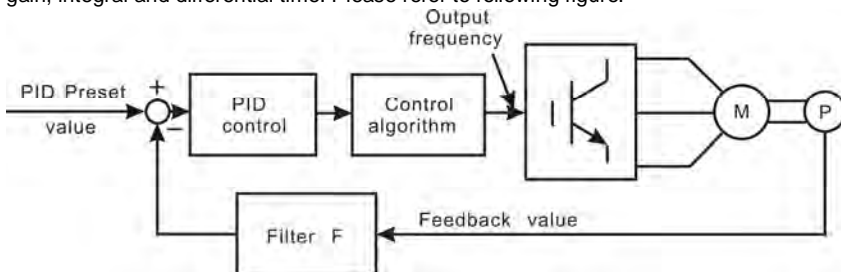 gain, integral and differential time. Please refer to following figure.
Output
frequency
+
PID Preset
value
−
PID
control
Control
algorithm
M
P
Filter F
Feedback value